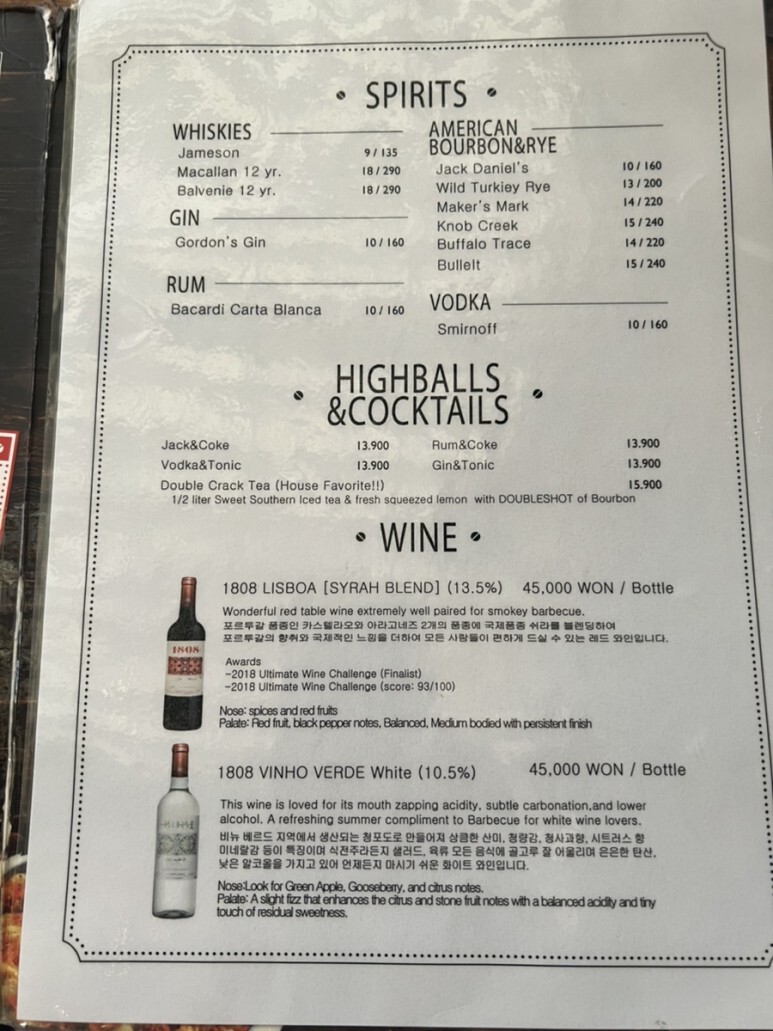 SPIRITS
WHISKIES
Jameson 9 / 135
Macallan 12 yr. 18 / 290
Balvenie 12 yr. 18 / 290
GIN
Gordon's Gin 10 / 160
RUM
Bacardi Carta Blanca 10 / 160
AMERICAN
BOURBON&RYE
Jack Daniel's 10 / 160
Wild Turkiey Rye 13 / 200
Maker's Mark 14 / 220
Knob Creek 15 / 240
Buffalo Trace 14 / 220
Bullelt 15 / 240
VODKA
Smirnoff 10 / 160
HIGHBALLS
&COCKTAILS
Jack&Coke 13.900 Rum&Coke 13.900
Vodka&Tonic 13.900 Gin&Tonic 13.900
Double Crack Tea (House Favorite!!) 15.900
1/2 liter Sweet Southern Iced tea & fresh squeezed lemon with DOUBLESHOT of Bourbon
WINE
1808 LISBOA [SYRAH BLEND] (13.5%) 45,000 WON / Bottle
Wonderful red table wine extremely well paired for smokey barbecue.
포르투갈 품종인 카스텔라오와 아라고네즈 2개의 품종에 국제품종 쉬라를 블렌딩하여
포르투갈의 향취와 국제적인 느낌을 더하여 모든 사람들이 편하게 드실 수 있는 레드 와인입니다.
Awards
-2018 Ultimate Wine Challenge (Finalist)
-2018 Ultimate Wine Challenge (score: 93/100)
Nose: spices and red fruits
Palate: Red fruit, black pepper notes, Balanced, Medium bodied with persistent finish
1808
1808 VINHO VERDE White (10.5%) 45,000 WON / Bottle
This wine is loved for its mouth zapping acidity, subtle carbonation,and lower
alcohol. A refreshing summer compliment to Barbecue for white wine lovers.
비뉴 베르드 지역에서 생산되는 청포도로 만들어져 상큼한 산미, 청량감, 청사과향, 시트러스 향
미네랄감 등이 특징이며 식전주라든지 샐러드, 육류 모든 음식에 골고루 잘 어울리며 은은한 탄산,
낮은 알코올을 가지고 있어 언제든지 마시기 쉬운 화이트 와인입니다.
Nose:Look for Green Apple, Gooseberry, and citrus notes.
Palate: A slight fizz that enhances the citrus and stone fruit notes with a balanced acidity and tiny
touch of residual sweetness.